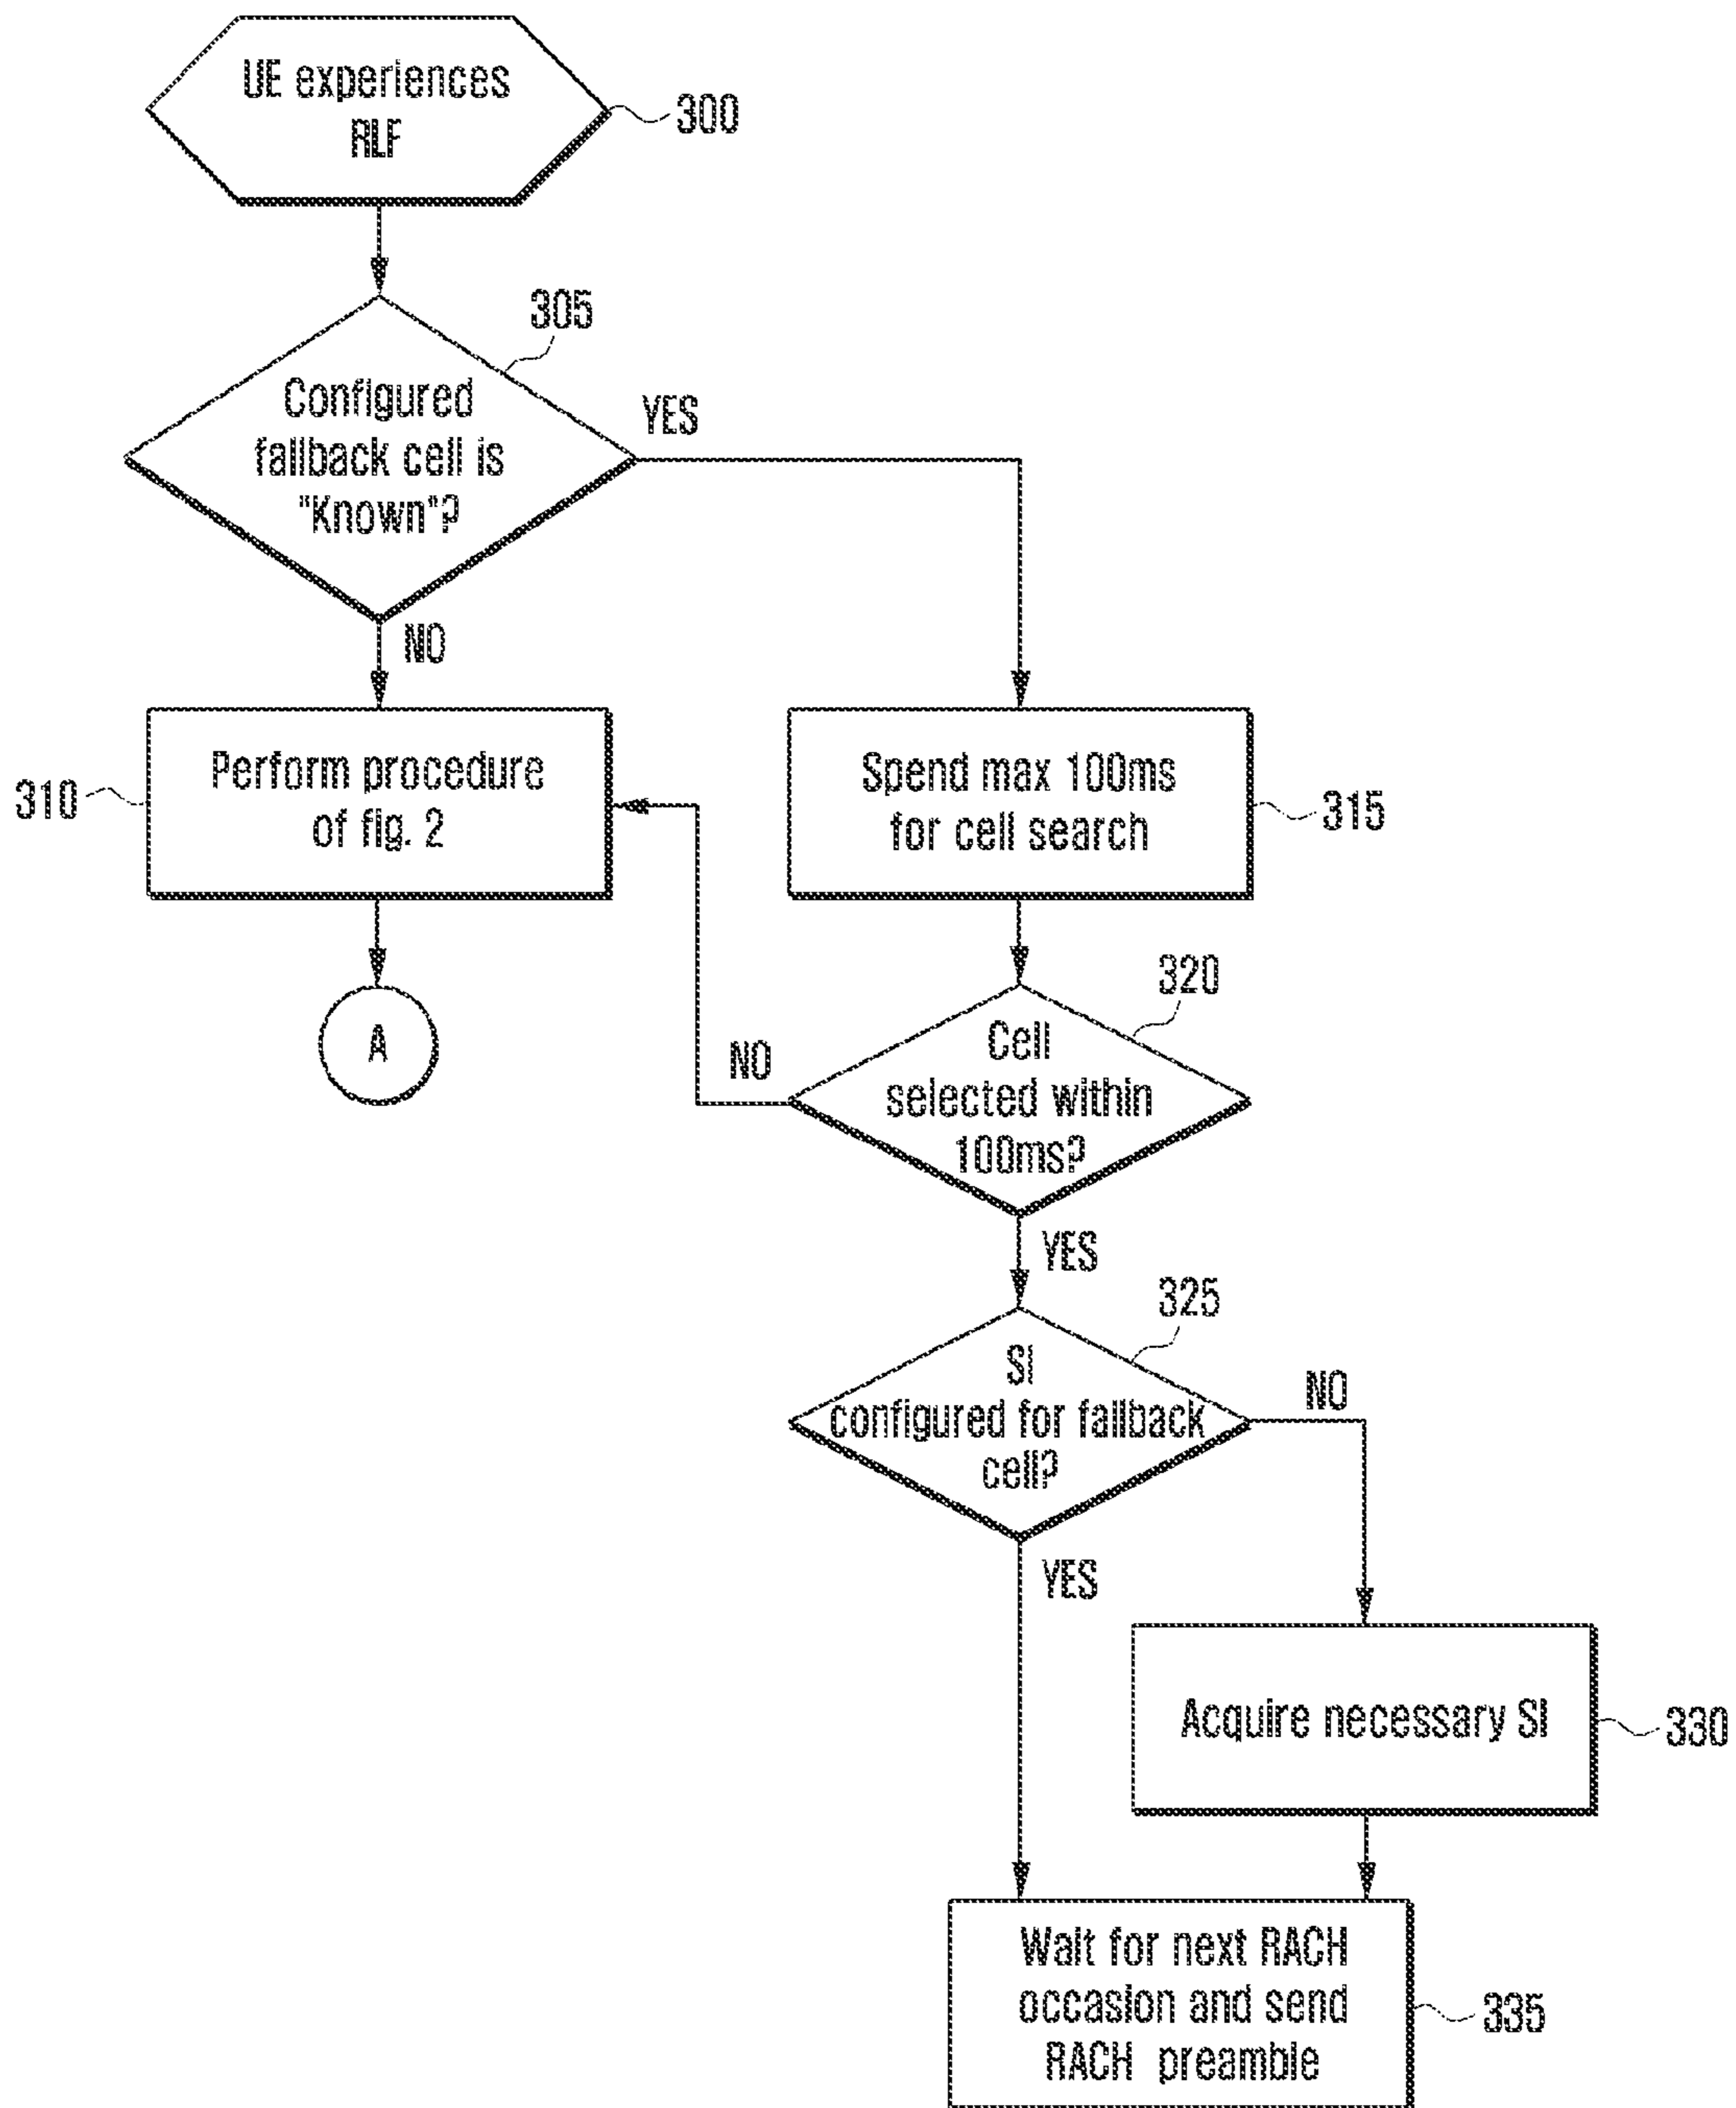 UE experiences
RLF
300
305
Configured
fallback cell is
"Known"?
YES
NO
310
Perform procedure
of fig. 2
Spend max 100ms
for cell search
315
A
320
Cell
selected within
100ms?
NO
YES
325
SI
configured for fallback
cell?
NO
YES
Acquire necessary SI
330
Wait for next RACH
occasion and send
RACH preamble
335